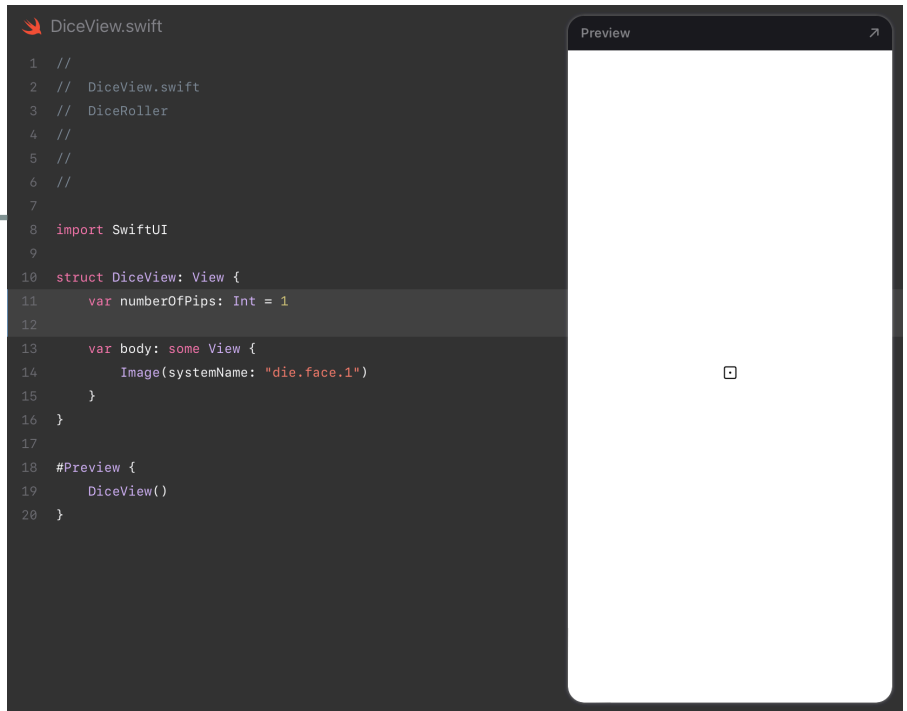 DiceView.swift
Preview
1 //
2 //  DiceView.swift
3 //  DiceRoller
4 //
5 //
6 //
7
8 import SwiftUI
9
10 struct DiceView: View {
11     var numberOfPips: Int = 1
12
13     var body: some View {
14         Image(systemName: "die.face.1")
15     }
16 }
17
18 #Preview {
19     DiceView()
20 }